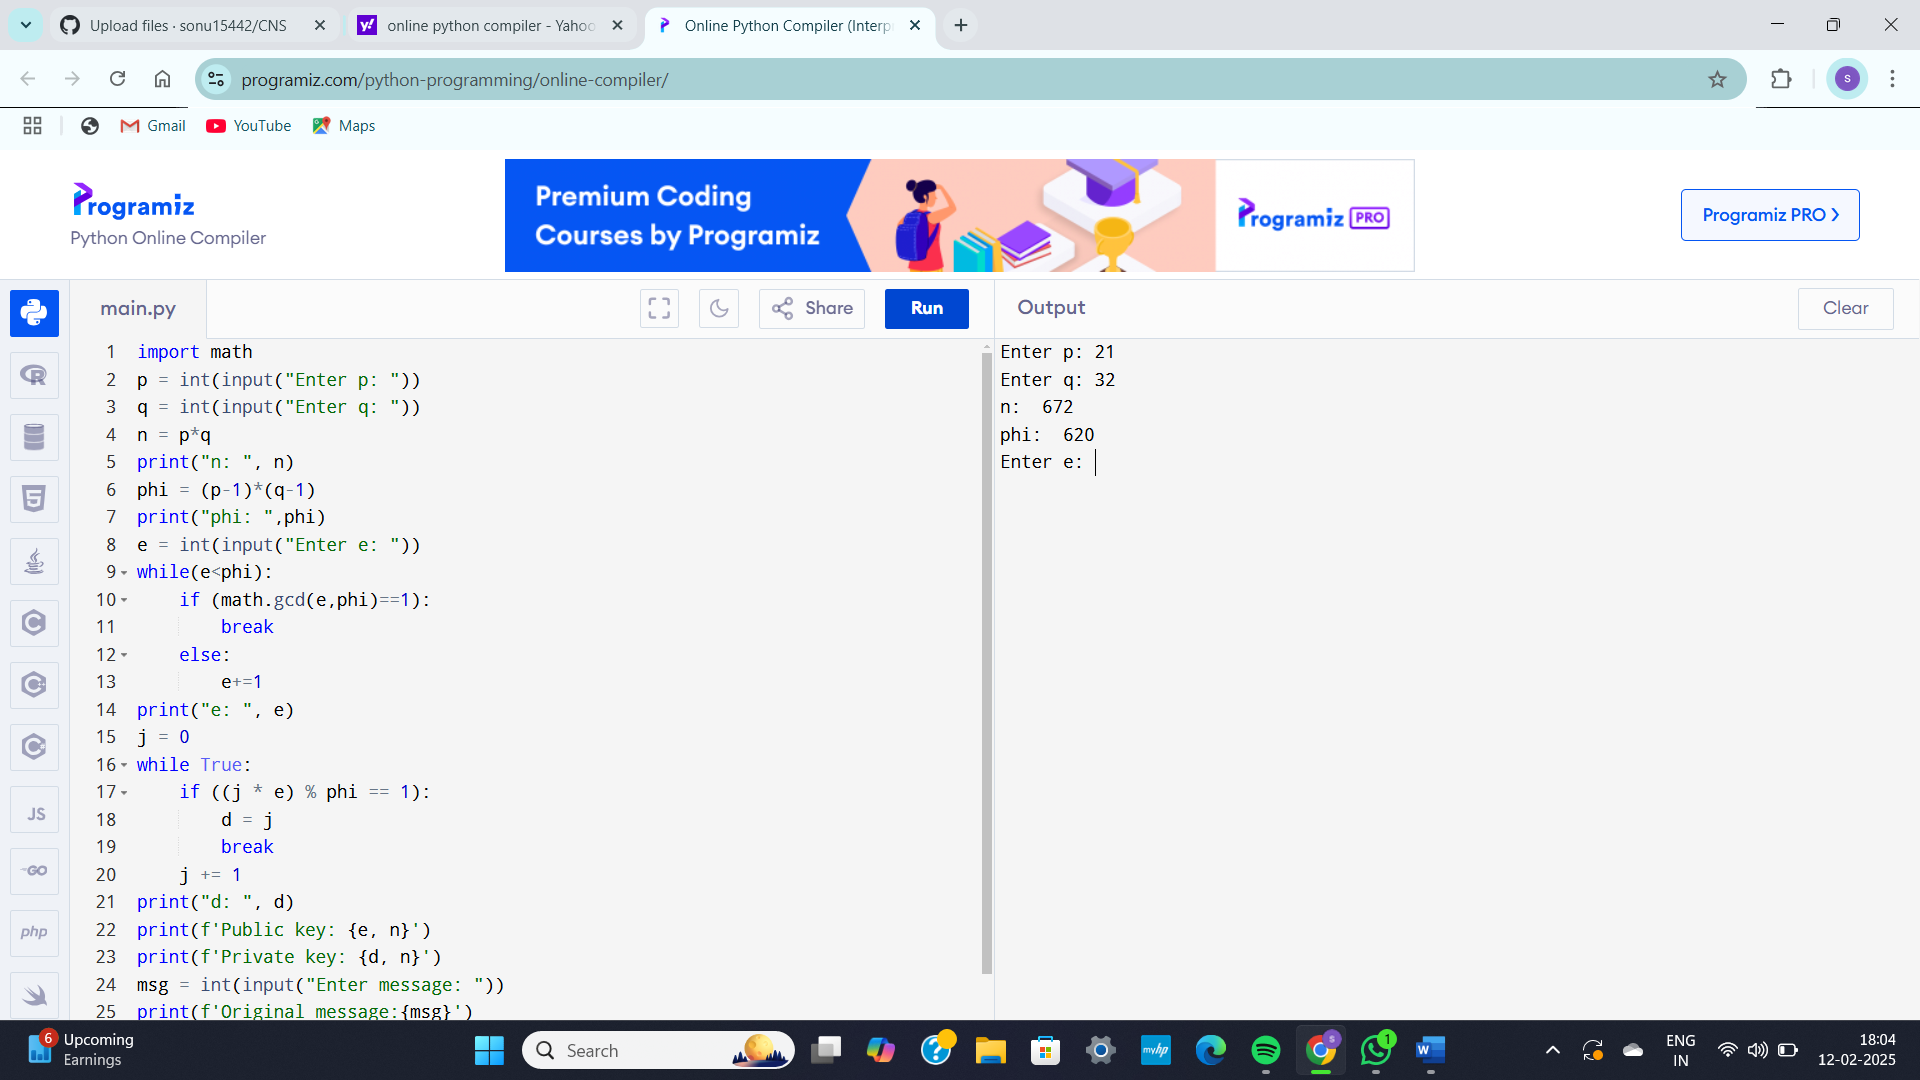 Upload files · sonu15442/CNS
online python compiler - Yahoo
Online Python Compiler (Interp
programiz.com/python-programming/online-compiler/
S
Gmail
YouTube
Maps
Programiz
Python Online Compiler
Premium Coding
Courses by Programiz
Programiz PRO
Programiz PRO ❯
main.py
Share
Run
Output
Clear
1 import math
2 p = int(input("Enter p: "))
3 q = int(input("Enter q: "))
4 n = p*q
5 print("n: ", n)
6 phi = (p-1)*(q-1)
7 print("phi: ",phi)
8 e = int(input("Enter e: "))
9 while(e<phi):
10     if (math.gcd(e,phi)==1):
11         break
12     else:
13         e+=1
14 print("e: ", e)
15 j = 0
16 while True:
17     if ((j * e) % phi == 1):
18         d = j
19         break
20     j += 1
21 print("d: ", d)
22 print(f'Public key: {e, n}')
23 print(f'Private key: {d, n}')
24 msg = int(input("Enter message: "))
25 print(f'Original message:{msg}')
Enter p: 21
Enter q: 32
n:  672
phi:  620
Enter e:
R
5
C
C
C
JS
GO
php
6
Upcoming
Earnings
Search
myhp
S
1
W
ENG
IN
18:04
12-02-2025